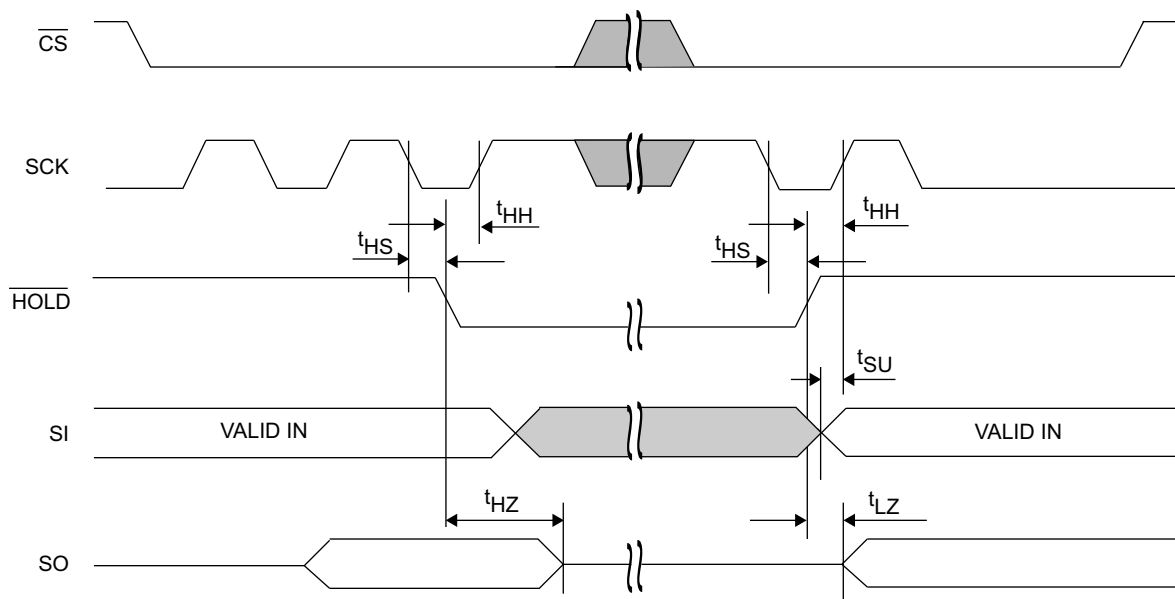 CS
SCK
tHH
tHH
tHS
tHS
HOLD
tSU
SI
VALID IN
VALID IN
tHZ
tLZ
SO